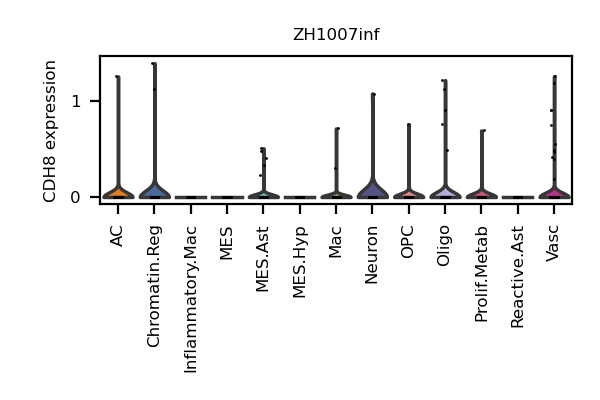 ZH1007inf
CDH8 expression
1
0
AC
Chromatin.Reg
Inflammatory.Mac
MES
MES.Ast
MES.Hyp
Mac
Neuron
OPC
Oligo
Prolif.Metab
Reactive.Ast
Vasc